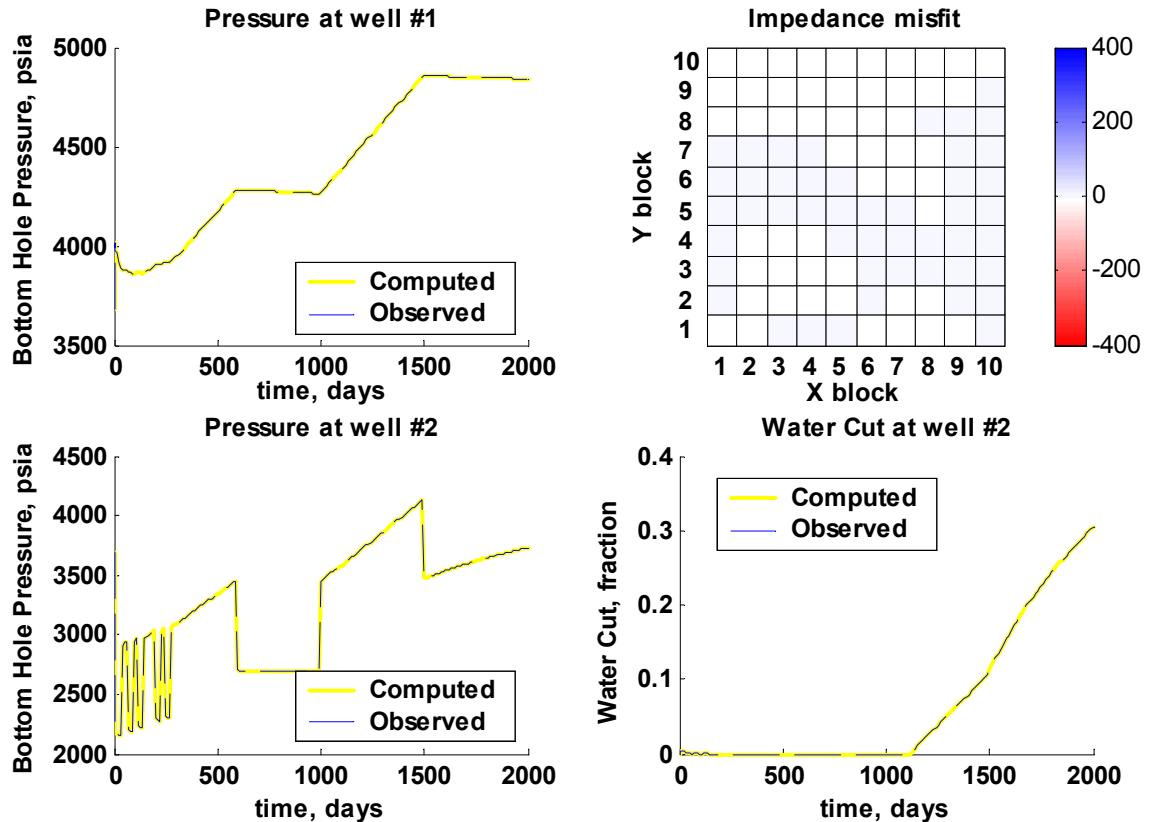 Pressure at well #1
5000
4500
4000
3500
Bottom Hole Pressure, psia
Computed
Observed
0 500 1000 1500 2000
time, days
Impedance misfit
10
9
8
7
6
5
4
3
2
1
Y block
1 2 3 4 5 6 7 8 9 10
X block
400
200
0
-200
-400
Pressure at well #2
4500
4000
3500
3000
2500
2000
Bottom Hole Pressure, psia
Computed
Observed
0 500 1000 1500 2000
time, days
Water Cut at well #2
0.4
0.3
0.2
0.1
0
Water Cut, fraction
Computed
Observed
0 500 1000 1500 2000
time, days